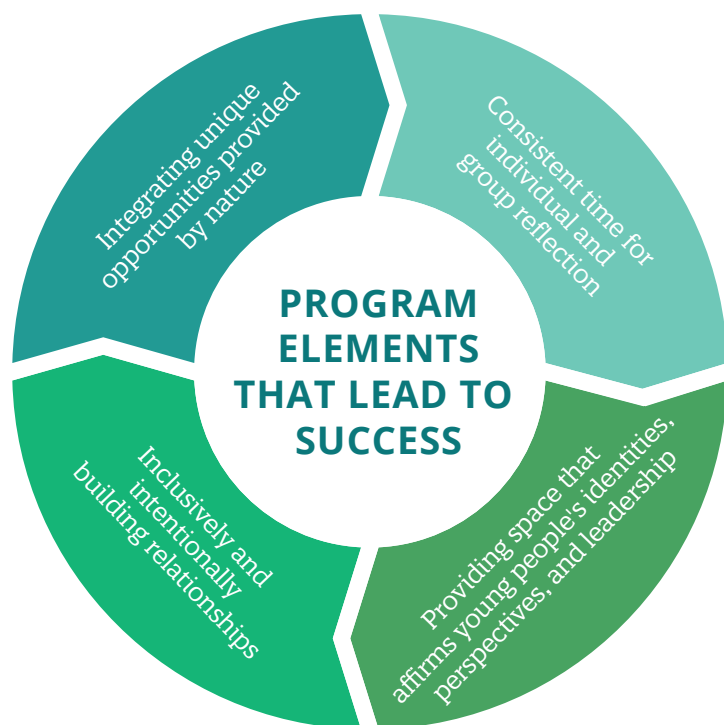 Integrating unique
opportunities provided
by nature
Consistent time for
individual and
group reflection
PROGRAM
ELEMENTS
THAT LEAD TO
SUCCESS
Inclusively and
intentionally
building relationships
Providing space that
affirms young people's identities,
perspectives, and leadership